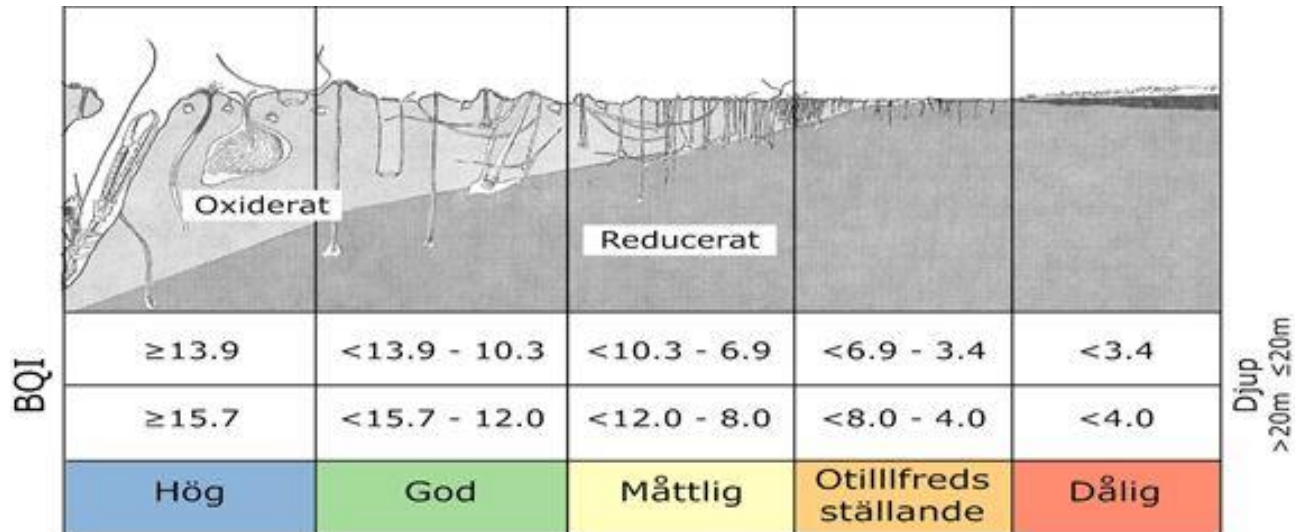 Oxiderat
Reducerat
BQI
≥13.9 <13.9 - 10.3 <10.3 - 6.9 <6.9 - 3.4 <3.4
≥15.7 <15.7 - 12.0 <12.0 - 8.0 <8.0 - 4.0 <4.0
Djup
>20m ≤20m
Hög God Måttlig Otilllfreds
ställande Dålig